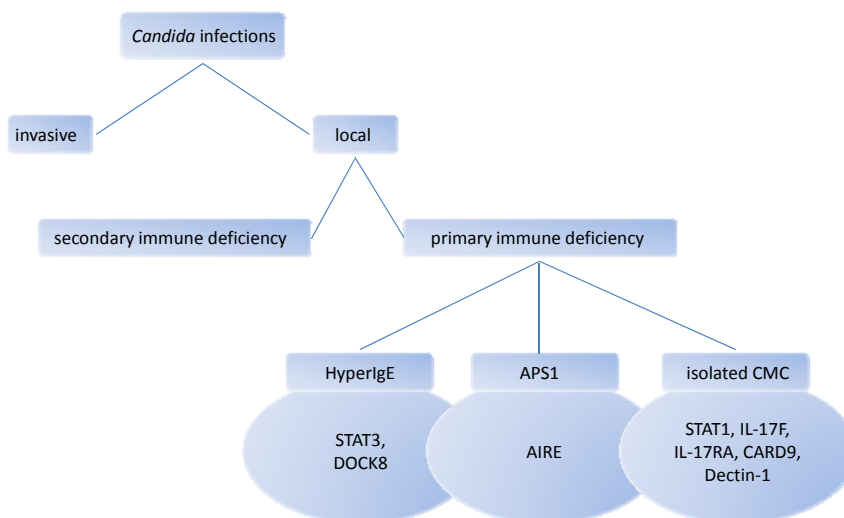 Candida infections
invasive
local
secondary immune deficiency
primary immune deficiency
HyperIgE
APS1
isolated CMC
STAT3,
DOCK8
AIRE
STAT1, IL-17F,
IL-17RA, CARD9,
Dectin-1